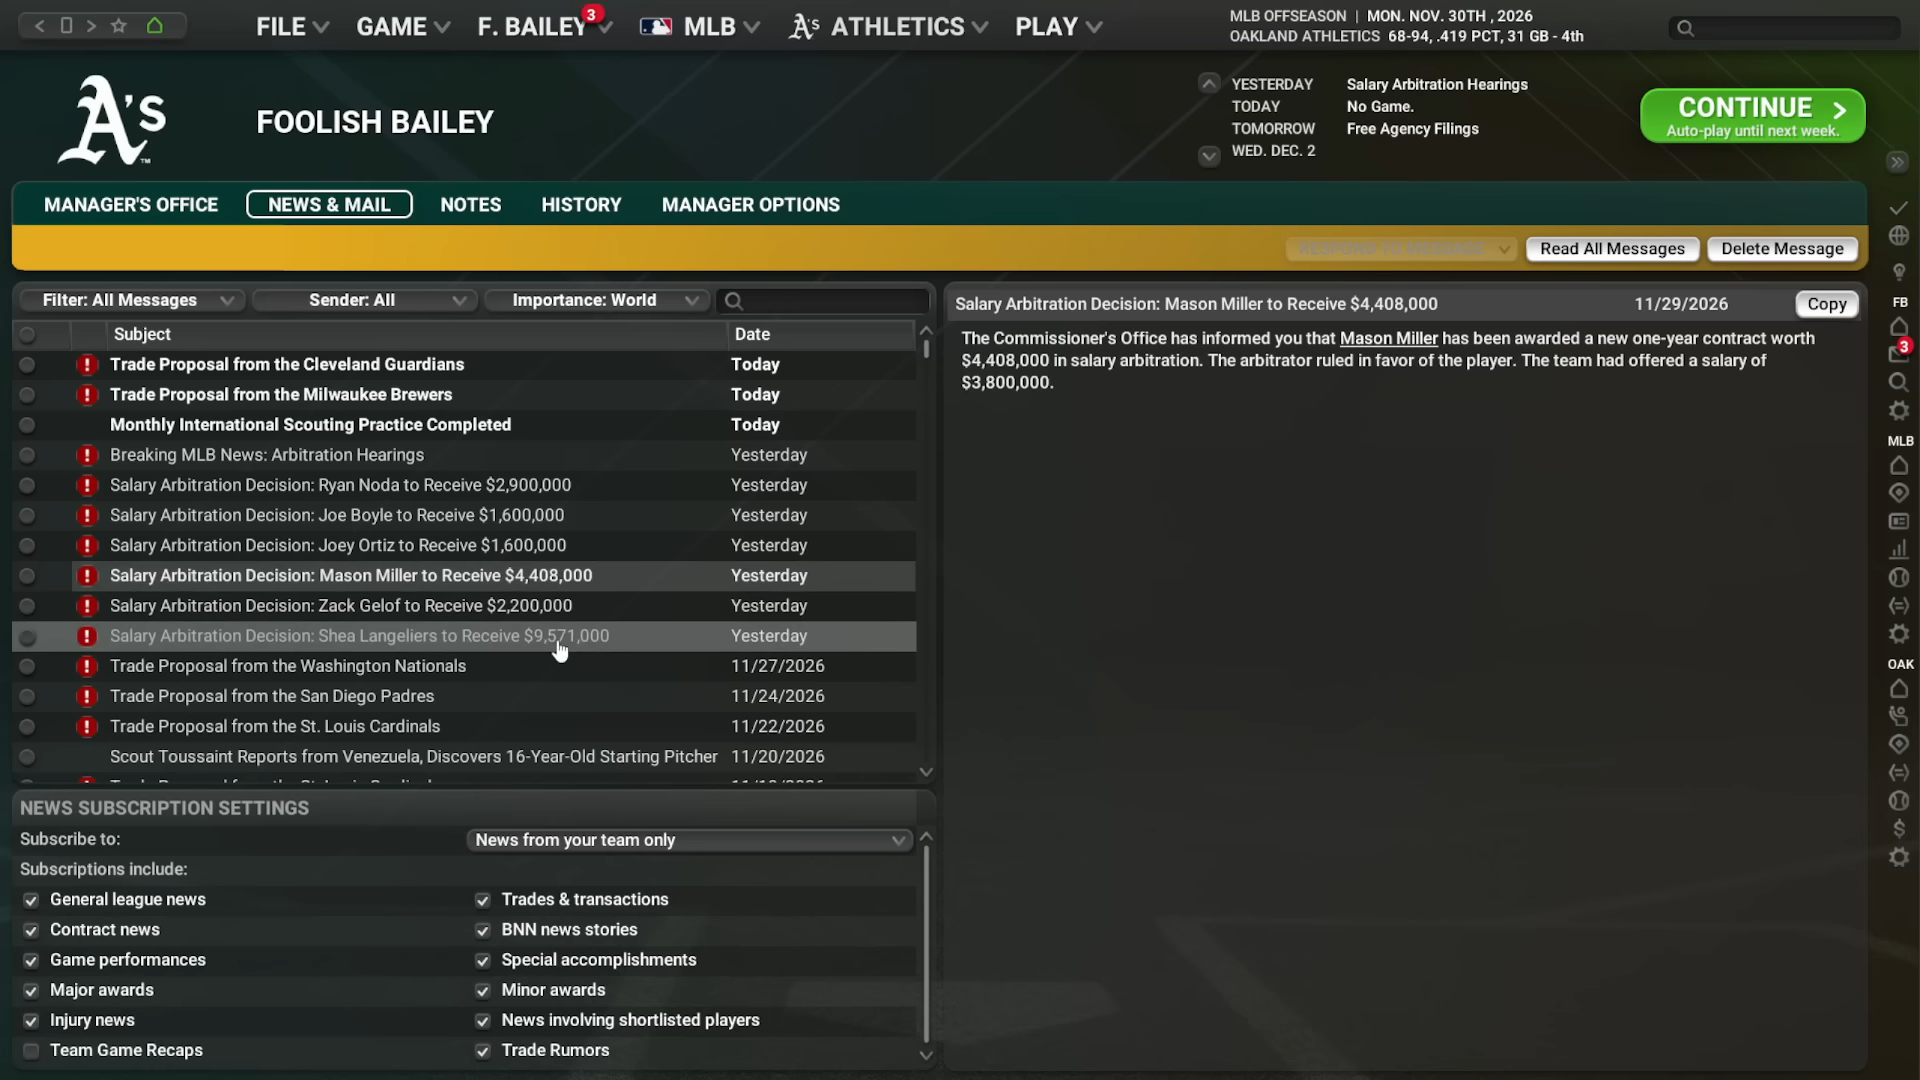 FILE
GAME
F. BAILEY
3
MLB
ATHLETICS
PLAY
MLB OFFSEASON | MON. NOV. 30TH , 2026
OAKLAND ATHLETICS 68-94, .419 PCT, 31 GB - 4th
A's
FOOLISH BAILEY
YESTERDAY Salary Arbitration Hearings
TODAY No Game.
TOMORROW Free Agency Filings
WED. DEC. 2
CONTINUE
Auto-play until next week.
MANAGER'S OFFICE
NEWS & MAIL
NOTES
HISTORY
MANAGER OPTIONS
RESPOND TO MESSAGE
Read All Messages
Delete Message
Filter: All Messages
Sender: All
Importance: World
Subject Date
Trade Proposal from the Cleveland Guardians Today
Trade Proposal from the Milwaukee Brewers Today
Monthly International Scouting Practice Completed Today
Breaking MLB News: Arbitration Hearings Yesterday
Salary Arbitration Decision: Ryan Noda to Receive $2,900,000 Yesterday
Salary Arbitration Decision: Joe Boyle to Receive $1,600,000 Yesterday
Salary Arbitration Decision: Joey Ortiz to Receive $1,600,000 Yesterday
Salary Arbitration Decision: Mason Miller to Receive $4,408,000 Yesterday
Salary Arbitration Decision: Zack Gelof to Receive $2,200,000 Yesterday
Salary Arbitration Decision: Shea Langeliers to Receive $9,571,000 Yesterday
Trade Proposal from the Washington Nationals 11/27/2026
Trade Proposal from the San Diego Padres 11/24/2026
Trade Proposal from the St. Louis Cardinals 11/22/2026
Scout Toussaint Reports from Venezuela, Discovers 16-Year-Old Starting Pitcher 11/20/2026
Salary Arbitration Decision: Mason Miller to Receive $4,408,000 11/29/2026
Copy
The Commissioner's Office has informed you that Mason Miller has been awarded a new one-year contract worth
$4,408,000 in salary arbitration. The arbitrator ruled in favor of the player. The team had offered a salary of
$3,800,000.
NEWS SUBSCRIPTION SETTINGS
Subscribe to: News from your team only
Subscriptions include:
General league news Trades & transactions
Contract news BNN news stories
Game performances Special accomplishments
Major awards Minor awards
Injury news News involving shortlisted players
Team Game Recaps Trade Rumors
FB
3
MLB
OAK